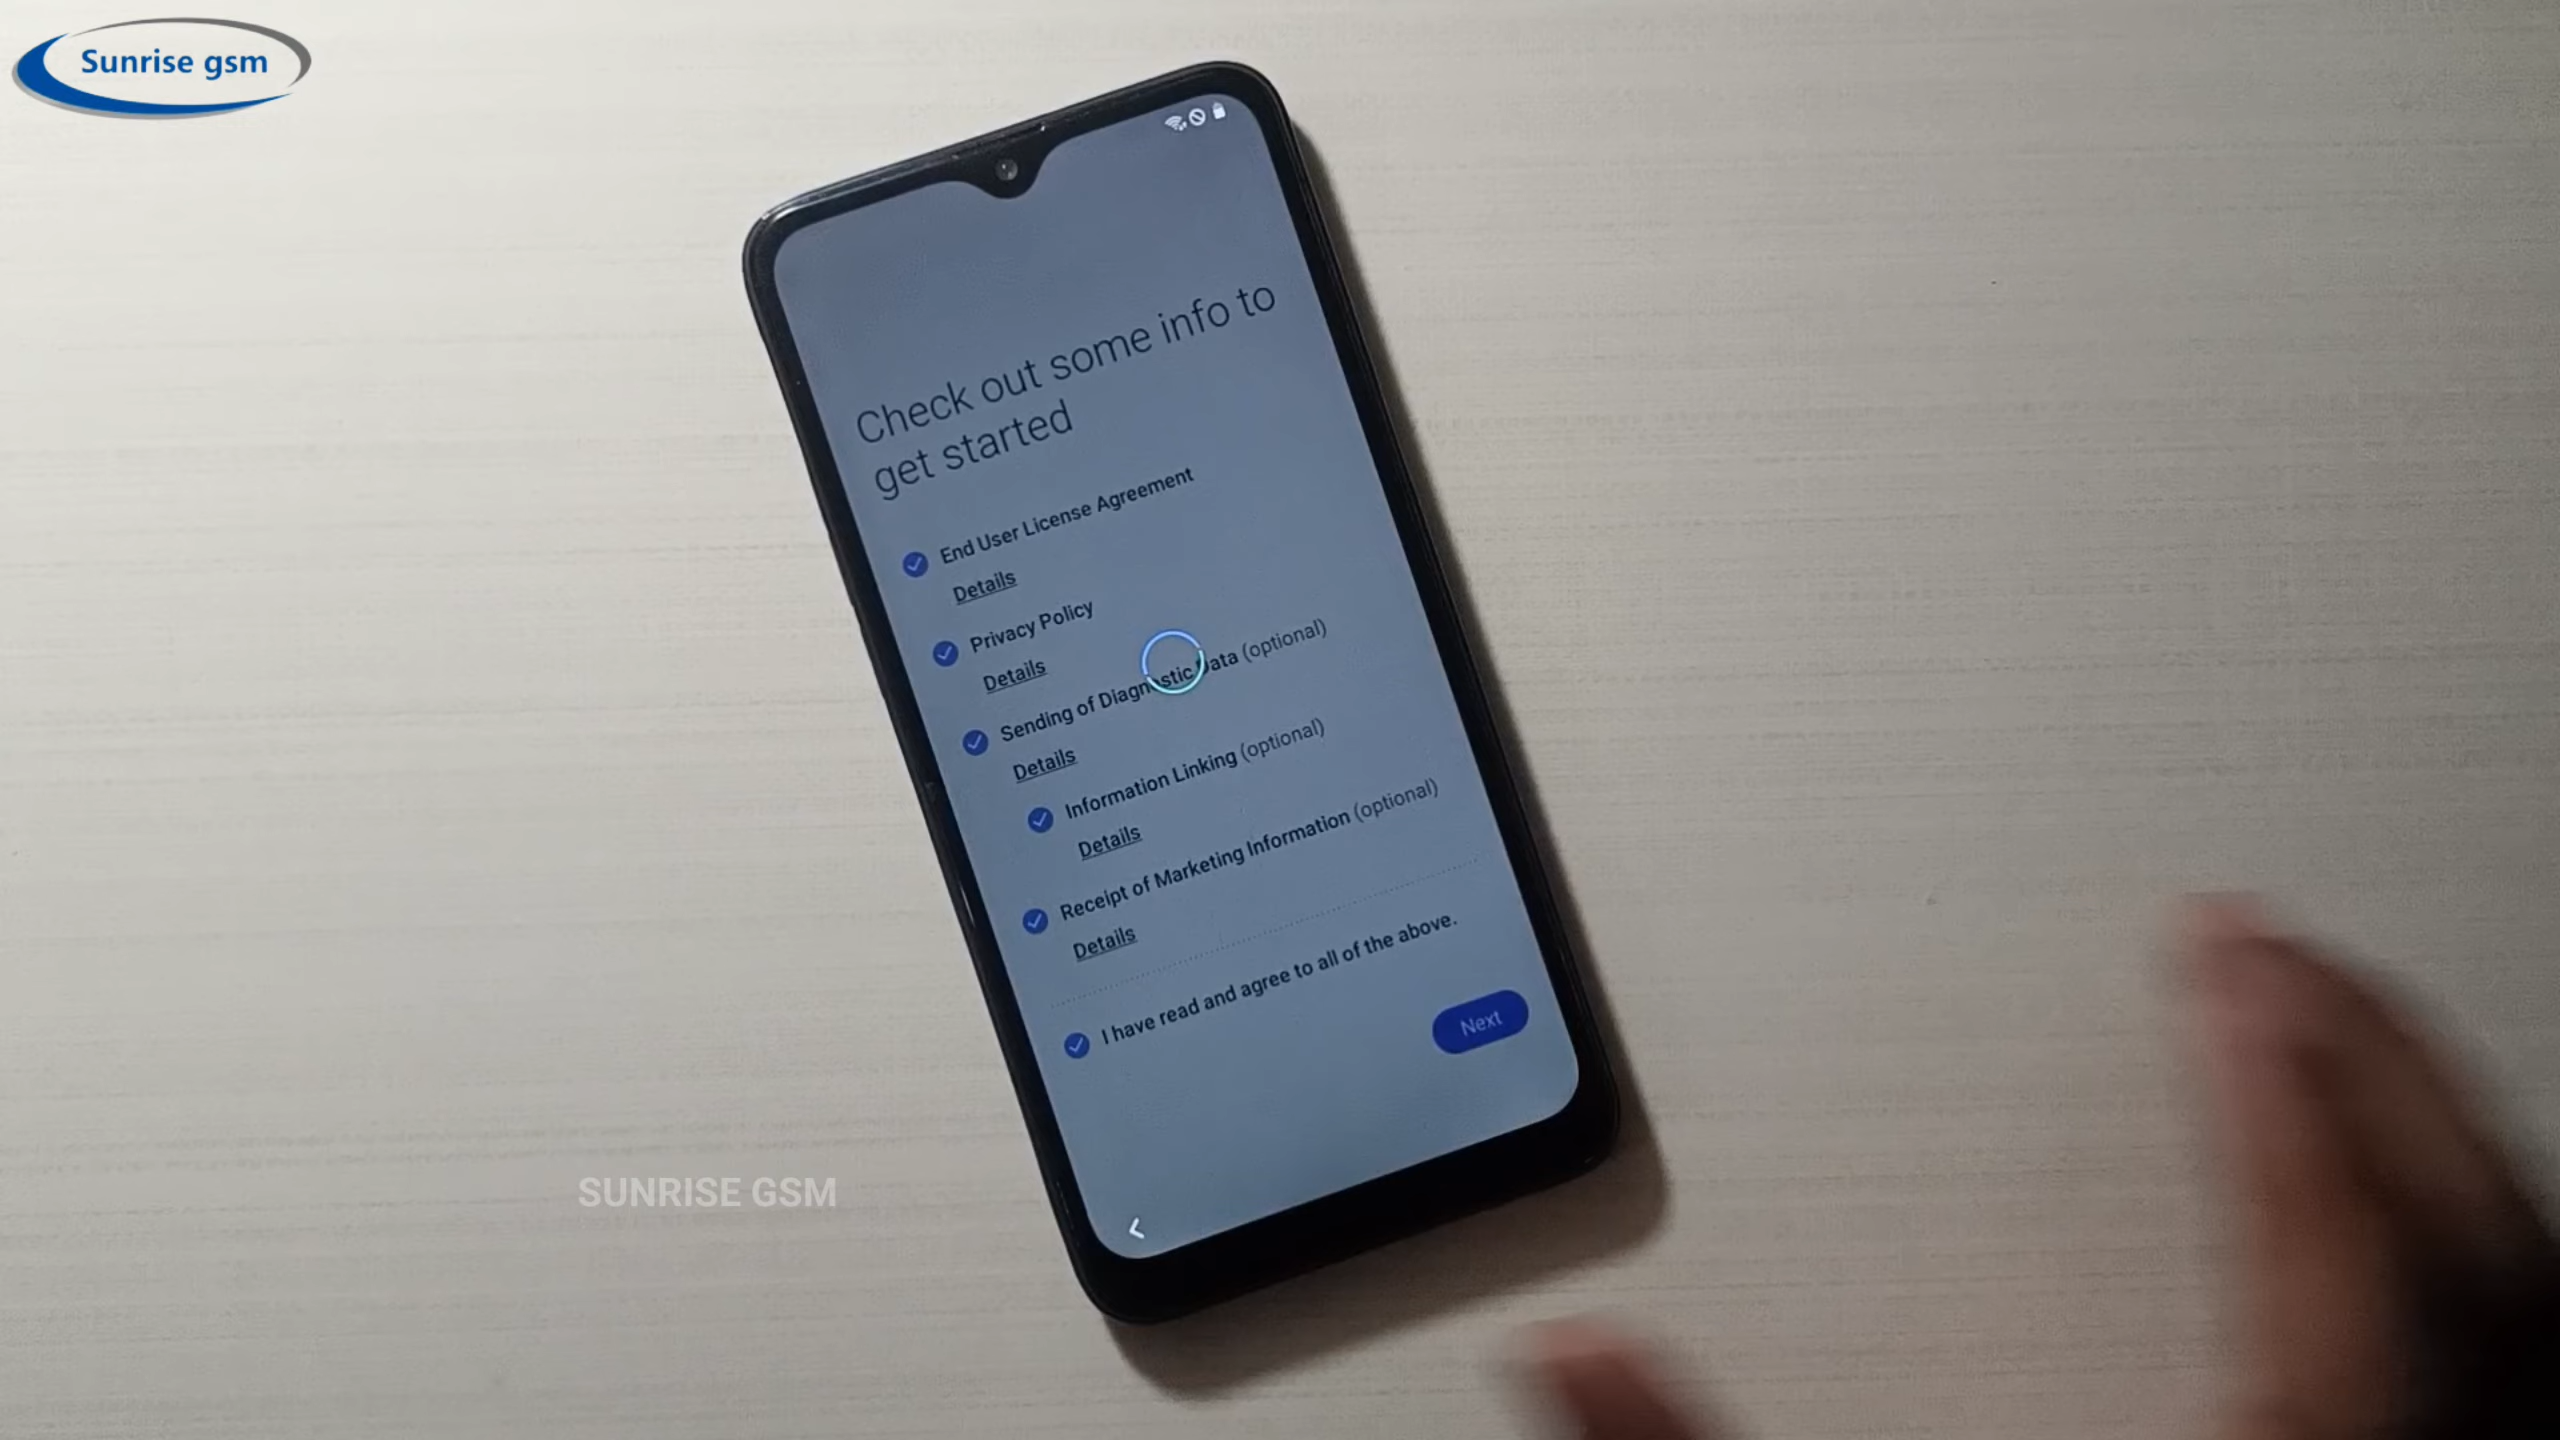 Sunrise gsm
Check out some info to
get started
End User License Agreement
Details
Privacy Policy
Details
Sending of Diagnostic Data (optional)
Details
Information Linking (optional)
Details
Receipt of Marketing Information (optional)
Details
I have read and agree to all of the above.
Next
SUNRISE GSM